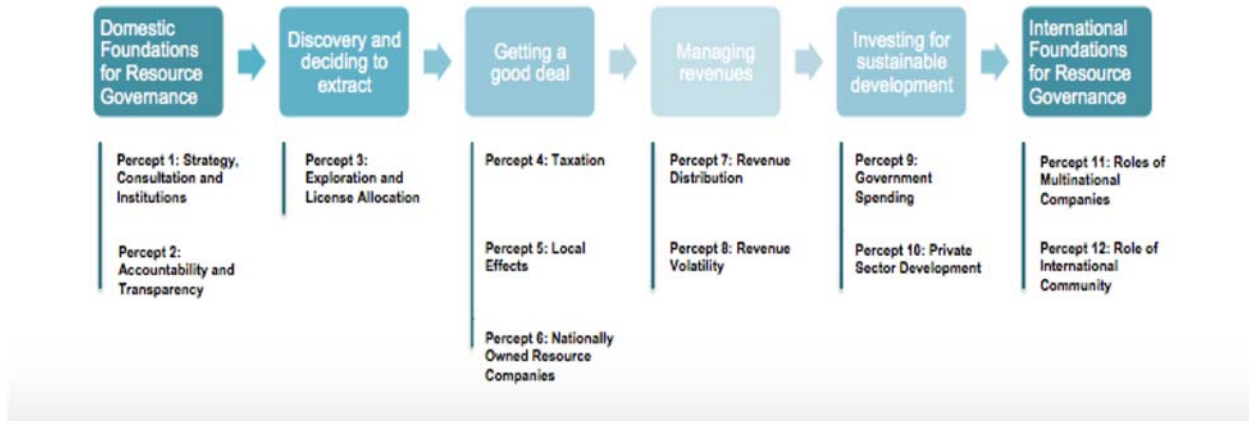 Domestic
Foundations
for Resource
Governance
Discovery and
deciding to
extract
Getting a
good deal
Managing
revenues
Investing for
sustainable
development
International
Foundations
for Resource
Governance
Percept 1: Strategy,
Consultation and
Institutions
Percept 2:
Accountability and
Transparency
Percept 3:
Exploration and
License Allocation
Percept 4: Taxation
Percept 5: Local
Effects
Percept 6: Nationally
Owned Resource
Companies
Percept 7: Revenue
Distribution
Percept 8: Revenue
Volatility
Percept 9:
Government
Spending
Percept 10: Private
Sector Development
Percept 11: Roles of
Multinational
Companies
Percept 12: Role of
International
Community